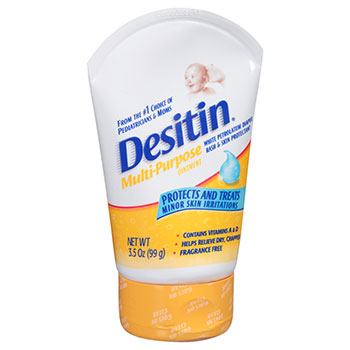 FROM THE #1 CHOICE OF
PEDIATRICIANS & MOMS
Desitin®
Multi-Purpose
OINTMENT
WHITE PETROLATUM DIAPER
RASH & SKIN PROTECTANT
PROTECTS AND TREATS
MINOR SKIN IRRITATIONS
• CONTAINS VITAMINS A & D
• HELPS RELIEVE DRY, CHAPPED
• FRAGRANCE FREE
NET WT
3.5 Oz (99 g)